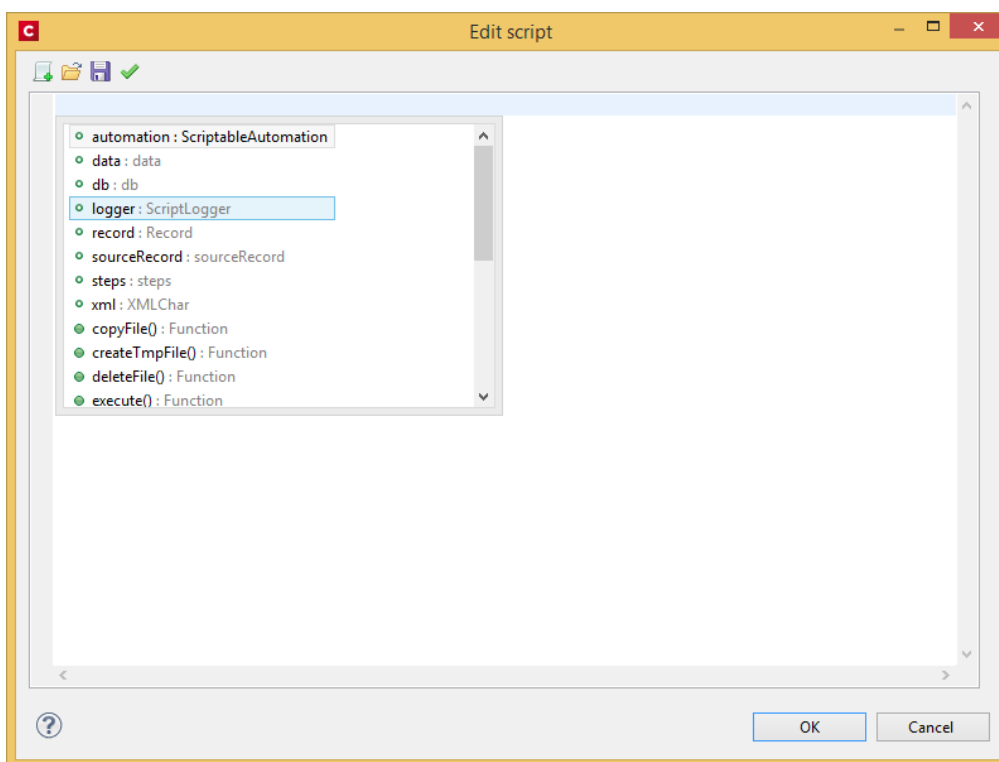 C
Edit script
automation : ScriptableAutomation
data : data
db : db
logger : ScriptLogger
record : Record
sourceRecord : sourceRecord
steps : steps
xml : XMLChar
copyFile() : Function
createTmpFile() : Function
deleteFile() : Function
execute() : Function
?
OK
Cancel